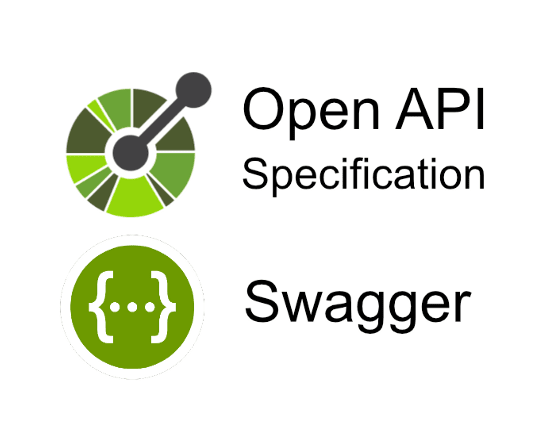 Open API
Specification
{...}
Swagger